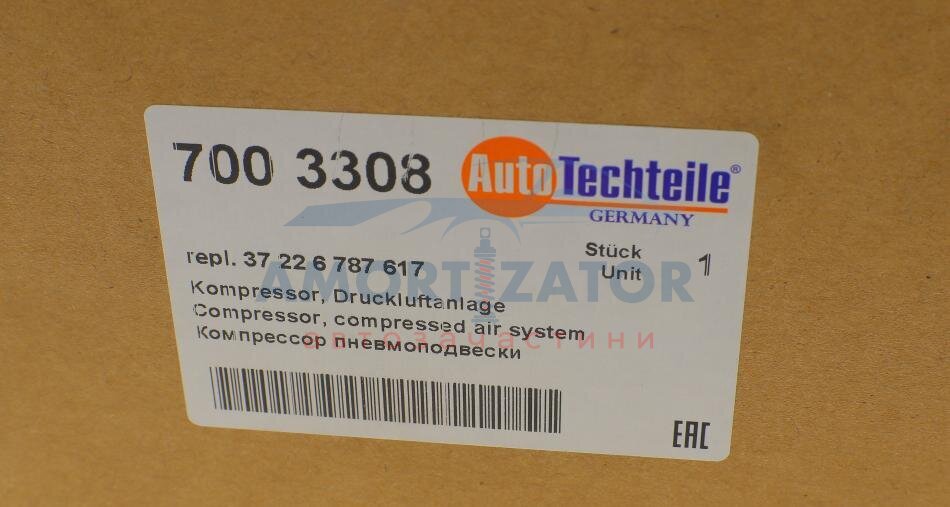 700 3308
AutoTechteile®
GERMANY
repl. 37 22 6 787 617
Stück
Unit
1
Kompressor, Druckluftanlage
Compressor, compressed air system
Компрессор пневмоподвески
AMORTIZATOR
автозапчастини
EAC